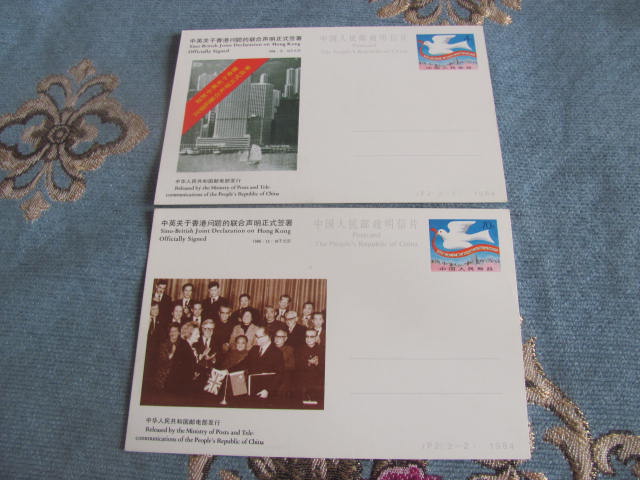 中英关于香港问题的联合声明正式签署
Sino-British Joint Declaration on Hong Kong
Officially Signed
中国人民邮政明信片
Postcard
The People's Republic of China
中国人民邮政
中华人民共和国邮电部发行
Released by the Ministry of Posts and Tele-
communications of the People's Republic of China
1984
中英关于香港问题的联合声明正式签署
Sino-British Joint Declaration on Hong Kong
Officially Signed
中国人民邮政明信片
Postcard
The People's Republic of China
中国人民邮政
中华人民共和国邮电部发行
Released by the Ministry of Posts and Tele-
communications of the People's Republic of China
1984